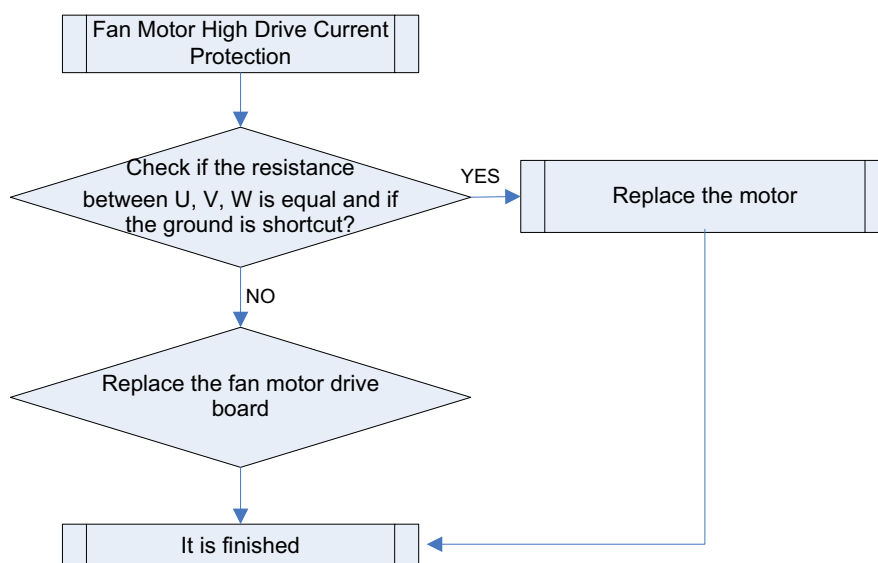 Fan Motor High Drive Current
Protection
Check if the resistance
between U, V, W is equal and if
the ground is shortcut?
YES
Replace the motor
NO
Replace the fan motor drive
board
It is finished